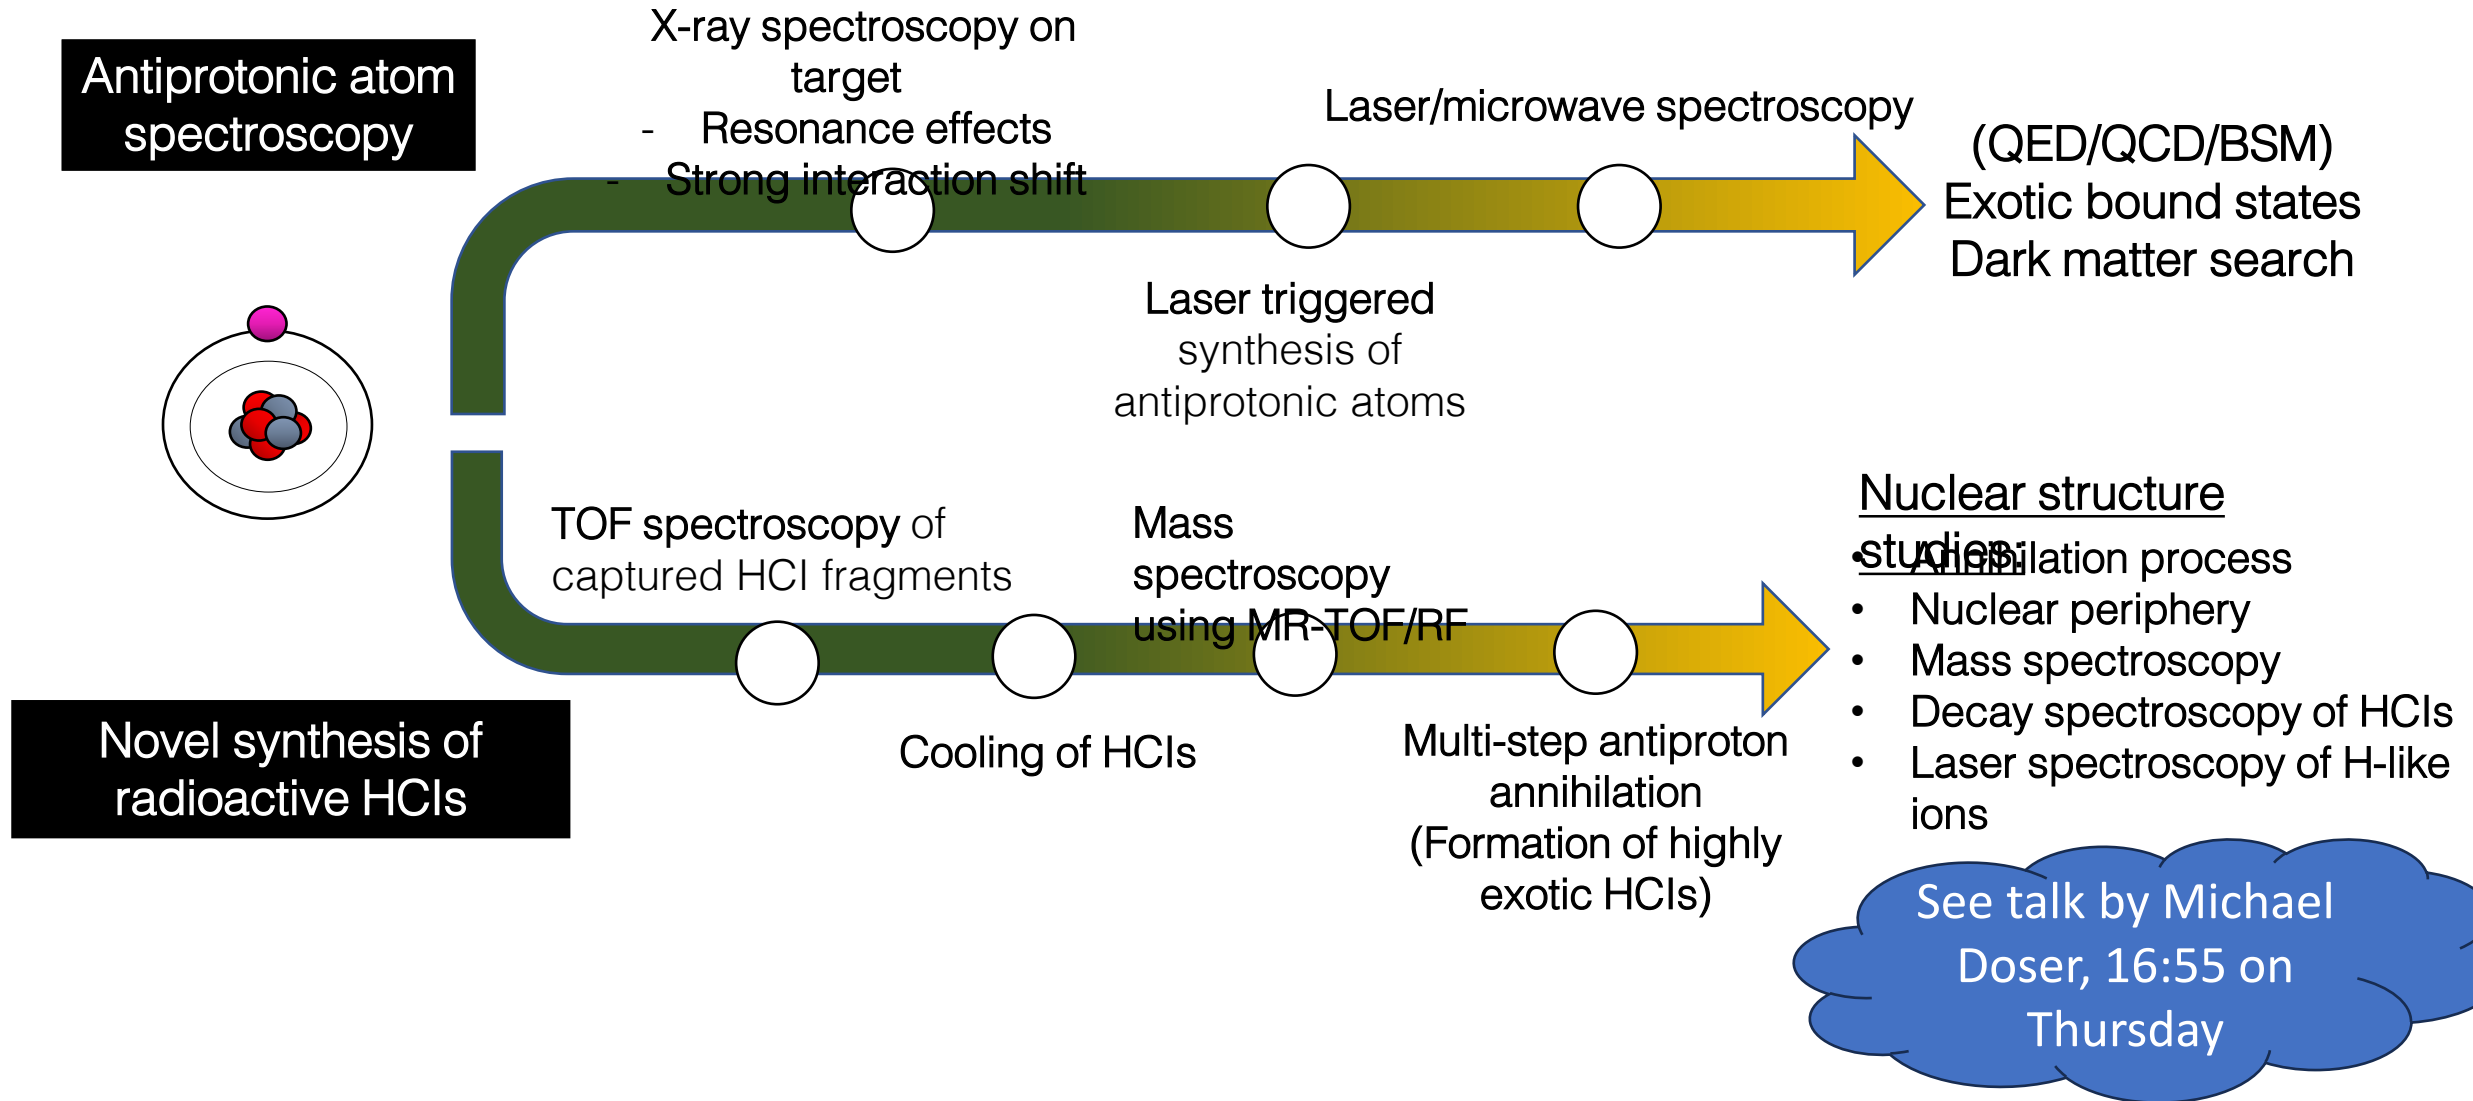 Antiprotonic atom
spectroscopy
X-ray spectroscopy on
target
- Resonance effects
- Strong interaction shift
Laser/microwave spectroscopy
(QED/QCD/BSM)
Exotic bound states
Dark matter search
Laser triggered
synthesis of
antiprotonic atoms
TOF spectroscopy of
captured HCI fragments
Mass
spectroscopy
using MR-TOF/RF
Nuclear structure
studies:
• Annihilation process
• Nuclear periphery
• Mass spectroscopy
• Decay spectroscopy of HCIs
• Laser spectroscopy of H-like
ions
Novel synthesis of
radioactive HCIs
Cooling of HCIs
Multi-step antiproton
annihilation
(Formation of highly
exotic HCIs)
See talk by Michael
Doser, 16:55 on
Thursday